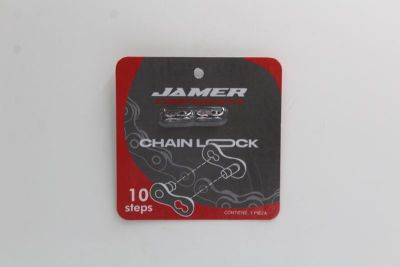 JAMER
CHAIN LOCK
10
steps
CONTIENE: 1 PIEZA